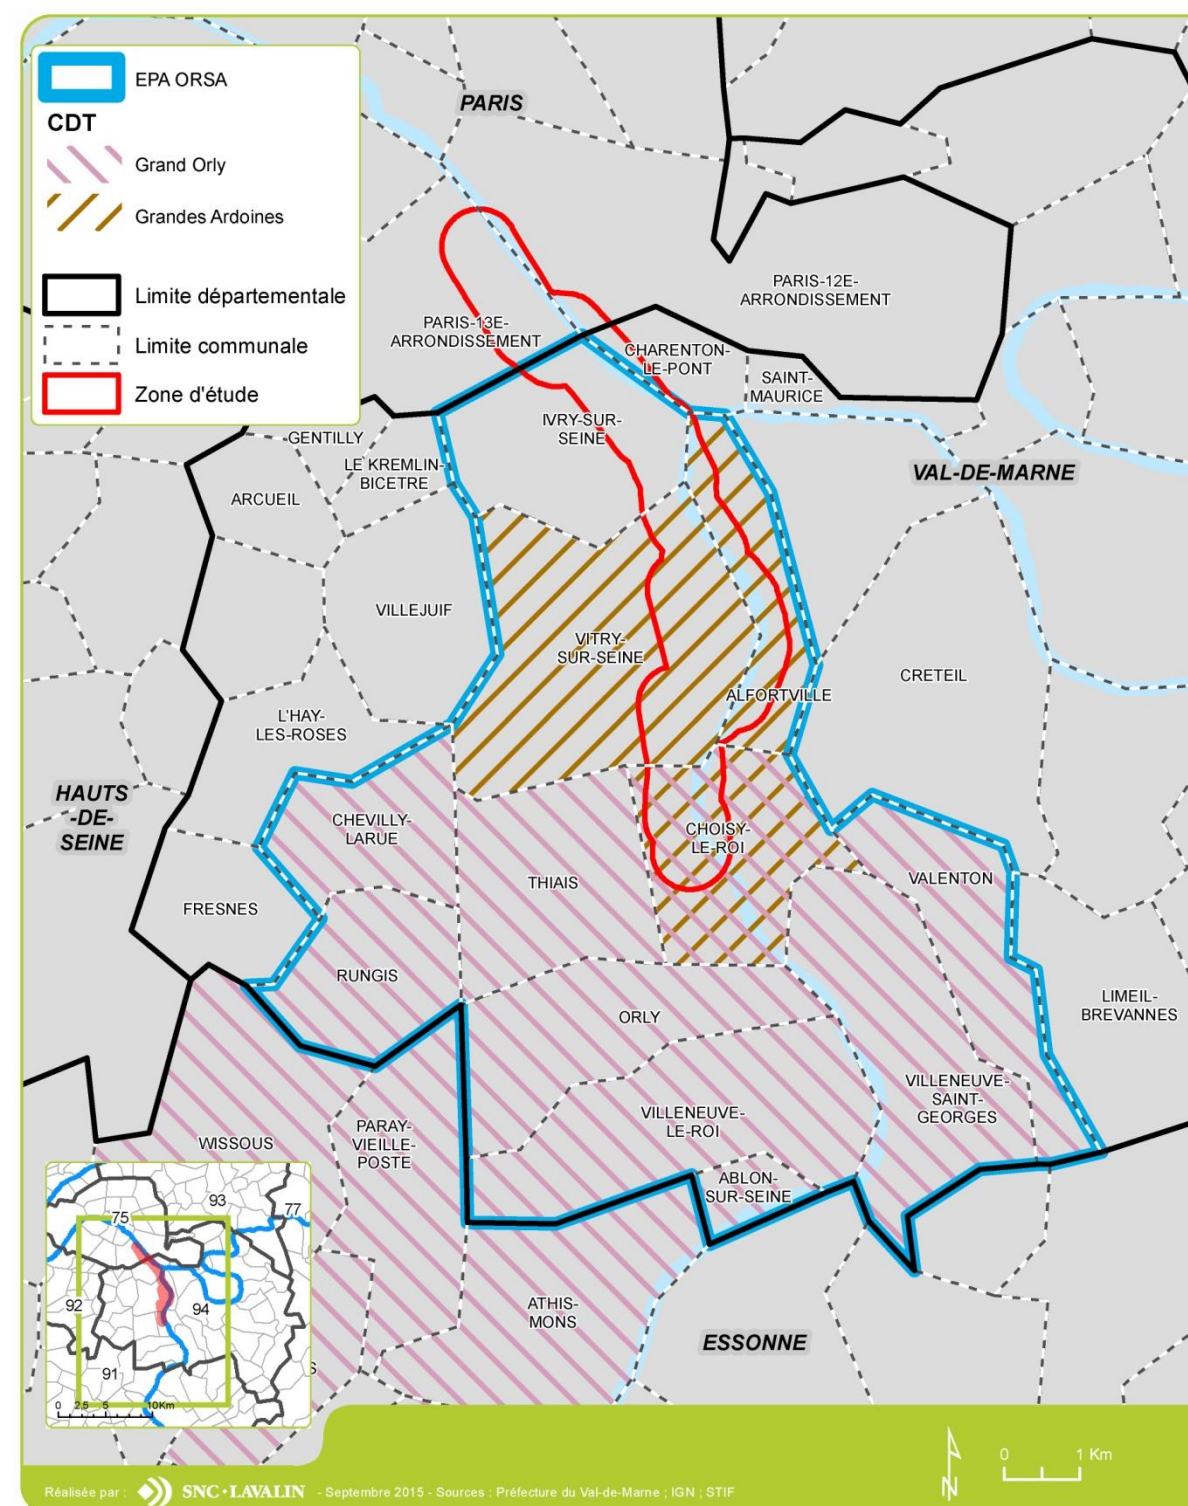 EPA ORSA
CDT
Grand Orly
Grandes Ardoines
Limite départementale
Limite communale
Zone d'étude
PARIS
PARIS-12E-
ARRONDISSEMENT
PARIS-13E-
ARRONDISSEMENT
CHARENTON-
LE-PONT
SAINT-
MAURICE
IVRY-SUR-
SEINE
GENTILLY
LE KREMLIN-
BICETRE
ARCUEIL
VAL-DE-MARNE
VILLEJUIF
VITRY-
SUR-SEINE
CRETEIL
ALFORTVILLE
L'HAY-
LES-ROSES
HAUTS
-DE-
SEINE
CHEVILLY-
LARUE
CHOISY-
LE-ROI
THIAIS
VALENTON
FRESNES
RUNGIS
ORLY
LIMEIL-
BREVANNES
VILLENEUVE-
SAINT-
GEORGES
VILLENEUVE-
LE-ROI
WISSOUS
PARAY-
VIEILLE-
POSTE
ABLON-
SUR-SEINE
ATHIS-
MONS
ESSONNE
93
77
75
92
94
91
S
0 2,5 5 10Km
0 1 Km
N
Réalisée par : SNC·LAVALIN - Septembre 2015 - Sources : Préfecture du Val-de-Marne ; IGN ; STIF